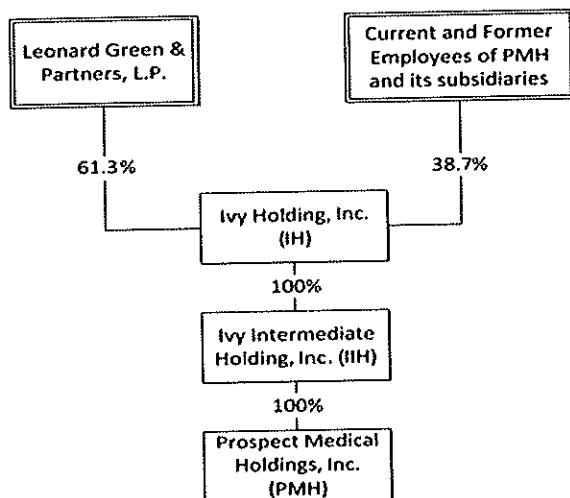 Leonard Green &
Partners, L.P.
Current and Former
Employees of PMH
and its subsidiaries
61.3%
38.7%
Ivy Holding, Inc.
(IH)
100%
Ivy Intermediate
Holding, Inc. (IIH)
100%
Prospect Medical
Holdings, Inc.
(PMH)